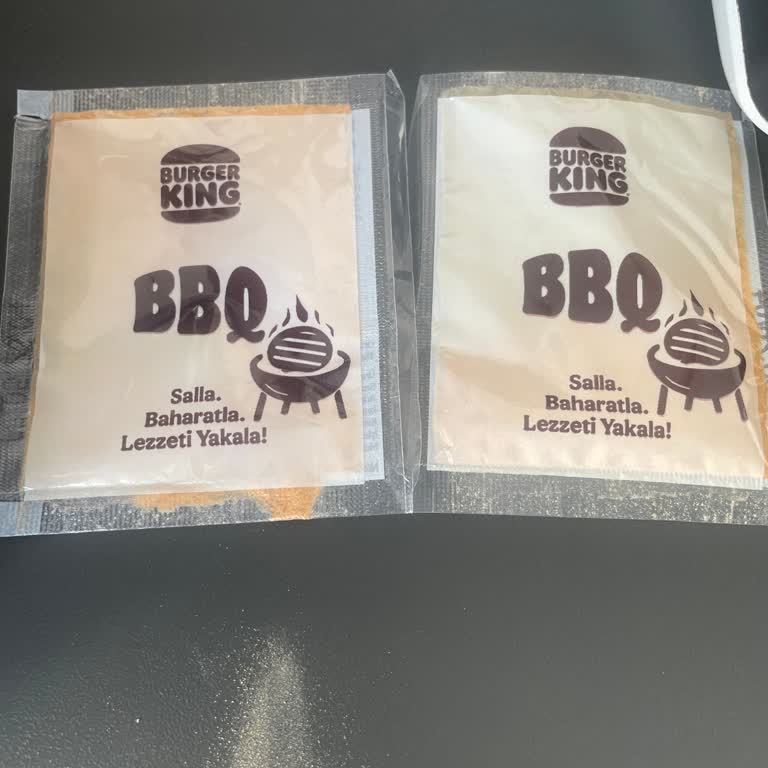 BURGER
KING
BBQ
Salla.
Baharatla.
Lezzeti Yakala!
BURGER
KING
BBQ
Salla.
Baharatla.
Lezzeti Yakala!